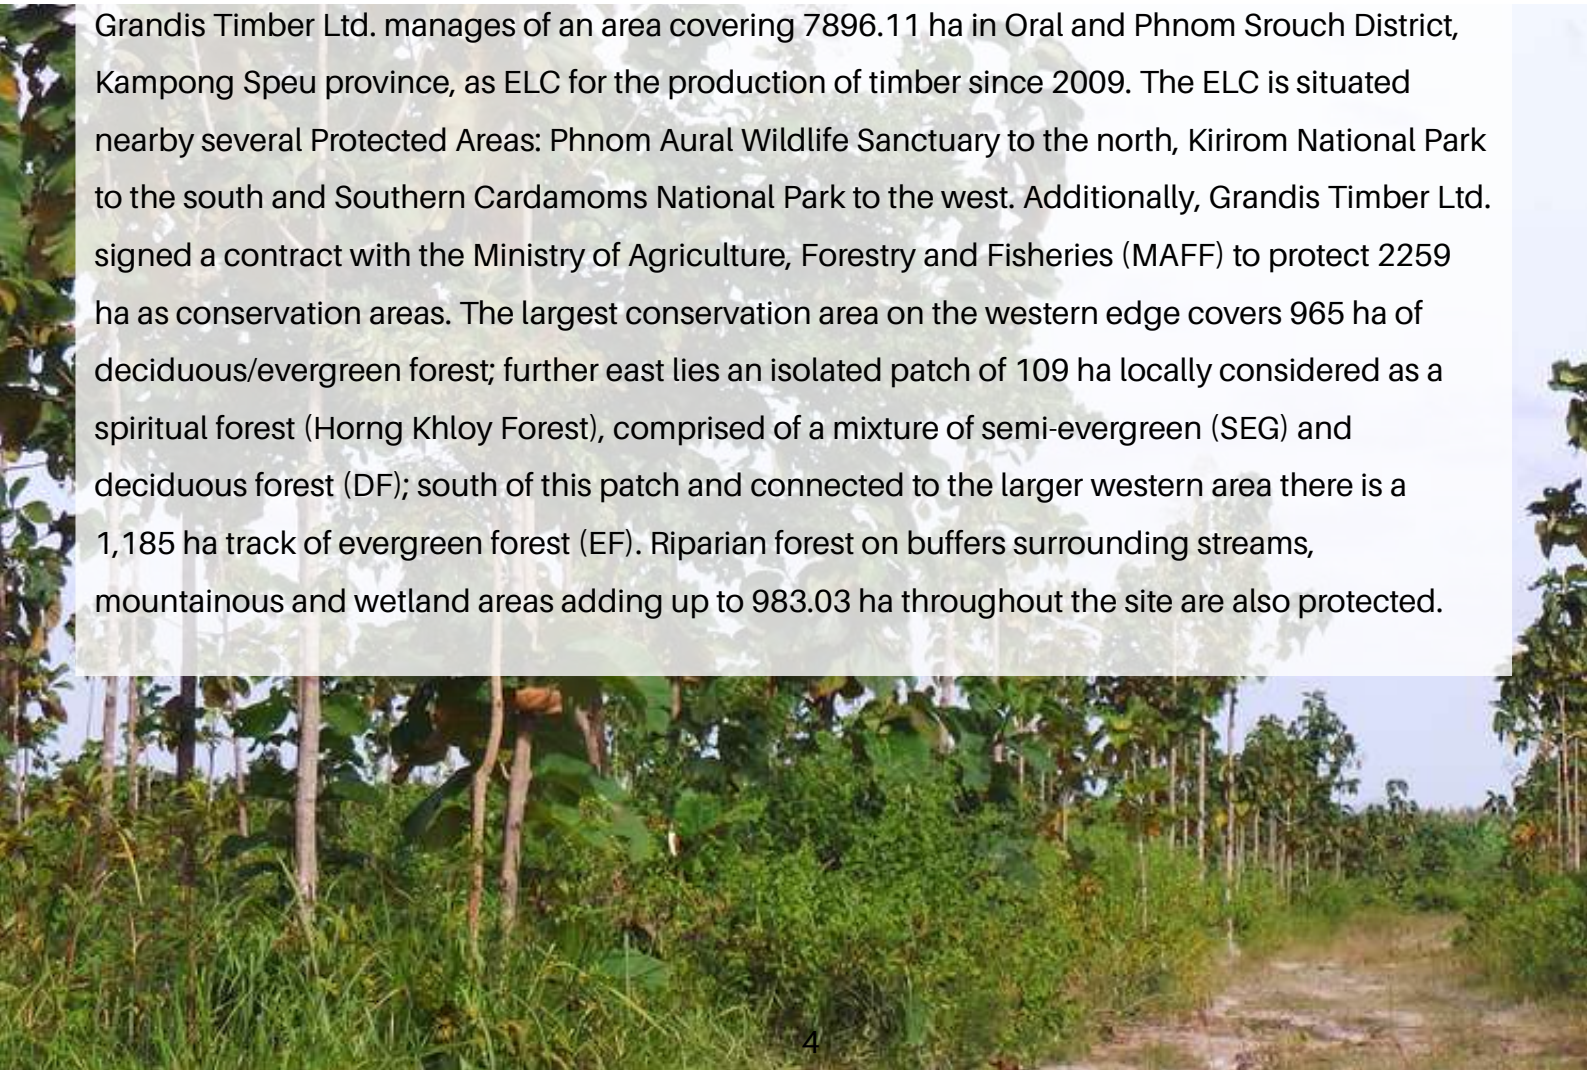 Grandis Timber Ltd. manages of an area covering 7896.11 ha in Oral and Phnom Srouch District,
Kampong Speu province, as ELC for the production of timber since 2009. The ELC is situated
nearby several Protected Areas: Phnom Aural Wildlife Sanctuary to the north, Kirirom National Park
to the south and Southern Cardamoms National Park to the west. Additionally, Grandis Timber Ltd.
signed a contract with the Ministry of Agriculture, Forestry and Fisheries (MAFF) to protect 2259
ha as conservation areas. The largest conservation area on the western edge covers 965 ha of
deciduous/evergreen forest; further east lies an isolated patch of 109 ha locally considered as a
spiritual forest (Horng Khloy Forest), comprised of a mixture of semi-evergreen (SEG) and
deciduous forest (DF); south of this patch and connected to the larger western area there is a
1,185 ha track of evergreen forest (EF). Riparian forest on buffers surrounding streams,
mountainous and wetland areas adding up to 983.03 ha throughout the site are also protected.
4